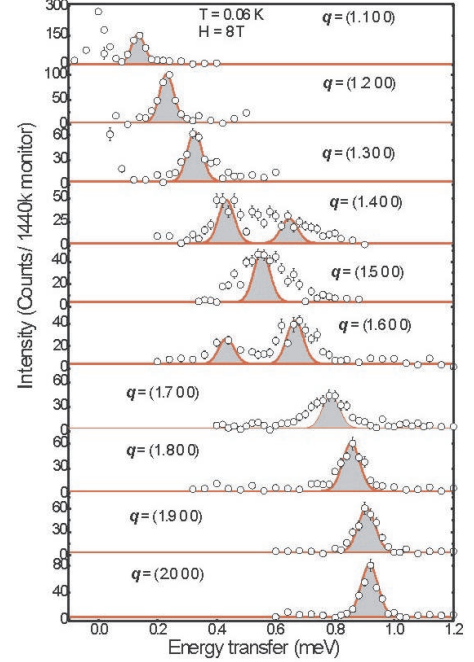 300
150
0
T = 0.06 K
H = 8T
q = (1.1 0 0)
100
50
0
q = (1.2 0 0)
60
30
0
q = (1.3 0 0)
50
25
0
q = (1.4 0 0)
40
20
0
q = (1.5 0 0)
40
20
0
q = (1.6 0 0)
60
30
0
q = (1.7 0 0)
60
30
0
q = (1.8 0 0)
60
30
0
q = (1.9 0 0)
80
40
0
q = (2 0 0 0)
0.0 0.2 0.4 0.6 0.8 1.0 1.2
Energy transfer (meV)
Intensity (Counts/ 1440k monitor)